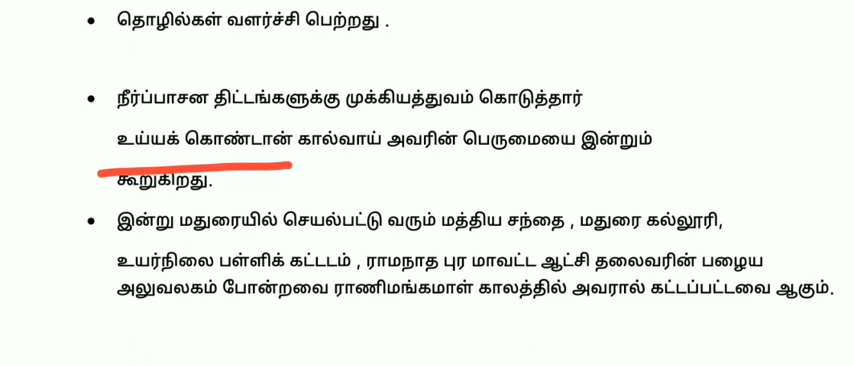 • தொழில்கள் வளர்ச்சி பெற்றது .
• நீர்ப்பாசன திட்டங்களுக்கு முக்கியத்துவம் கொடுத்தார்
உய்யக் கொண்டான் கால்வாய் அவரின் பெருமையை இன்றும்
கூறுகிறது.
• இன்று மதுரையில் செயல்பட்டு வரும் மத்திய சந்தை , மதுரை கல்லூரி,
உயர்நிலை பள்ளிக் கட்டடம் , ராமநாத புர மாவட்ட ஆட்சி தலைவரின் பழைய
அலுவலகம் போன்றவை ராணிமங்கமாள் காலத்தில் அவரால் கட்டப்பட்டவை ஆகும்.